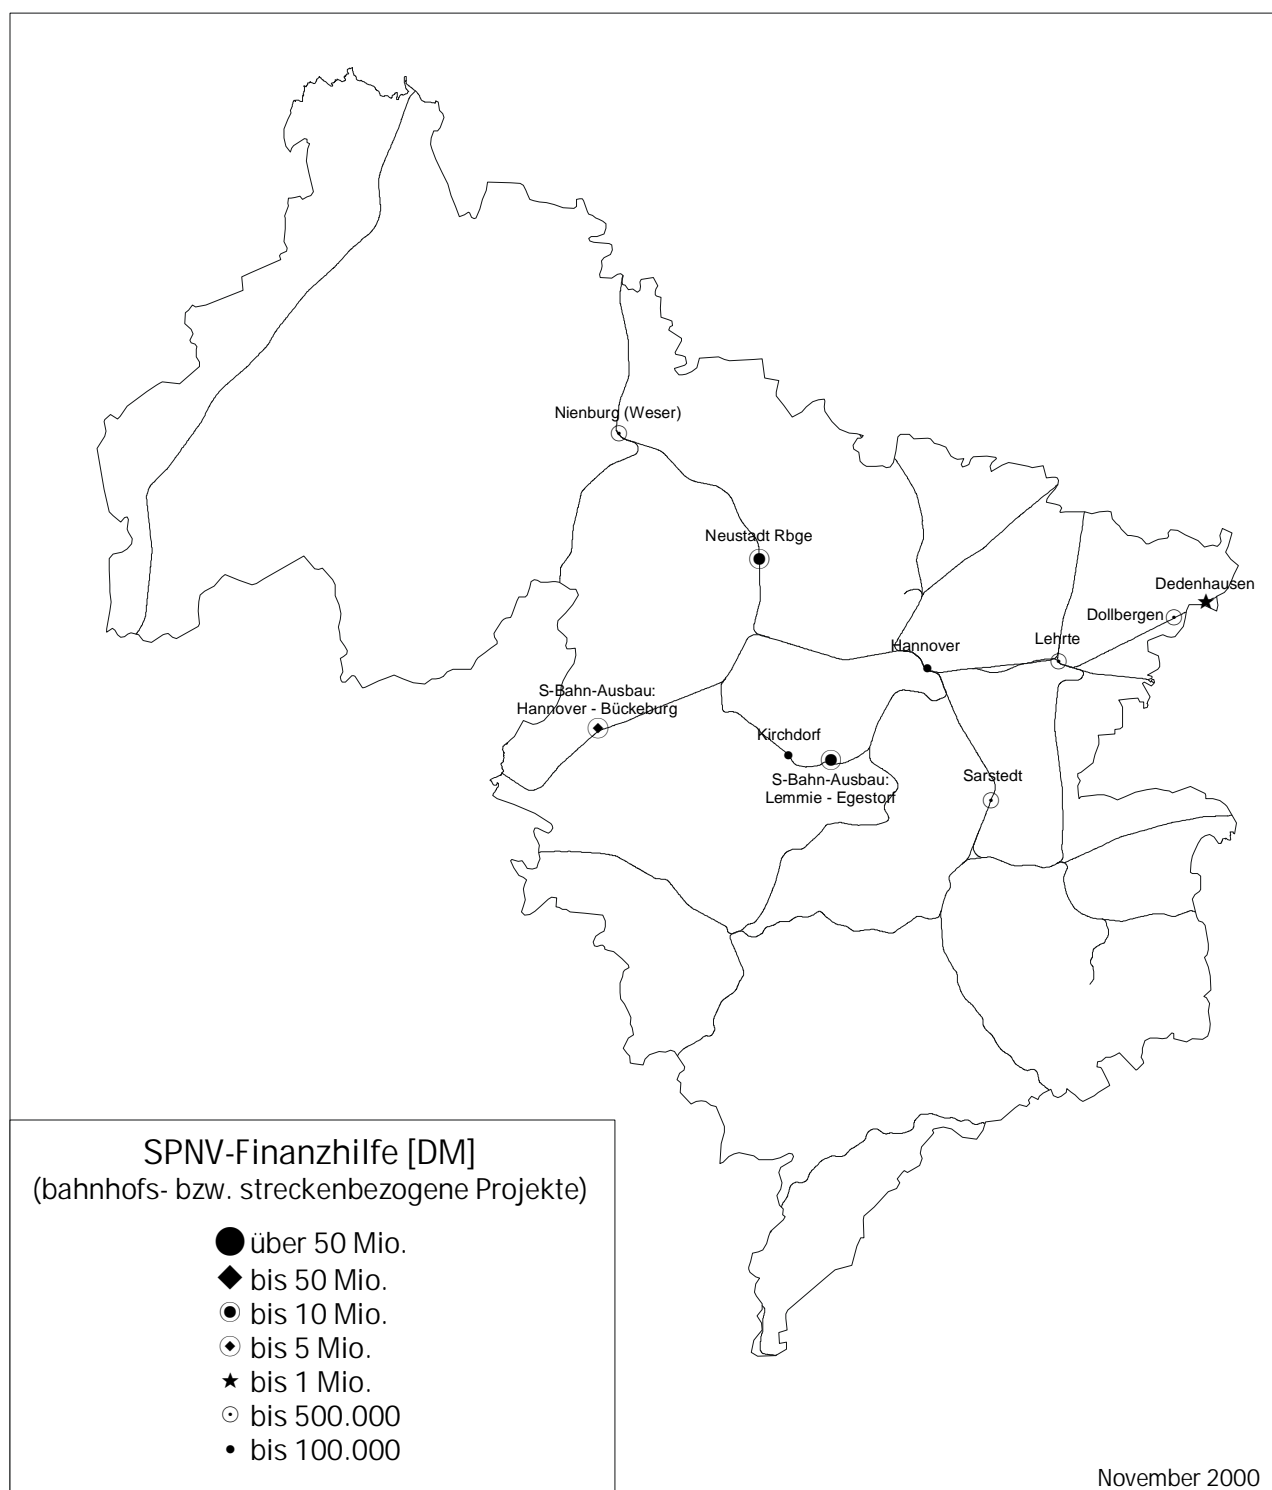 Nienburg (Weser)
Neustadt Rbge
Dedenhausen
Dollbergen
Lehrte
Hannover
S-Bahn-Ausbau:
Hannover - Bückeburg
Kirchdorf
S-Bahn-Ausbau:
Lemmie - Egestorf
Sarstedt
SPNV-Finanzhilfe [DM]
(bahnhofs- bzw. streckenbezogene Projekte)
über 50 Mio.
bis 50 Mio.
bis 10 Mio.
bis 5 Mio.
bis 1 Mio.
bis 500.000
bis 100.000
November 2000